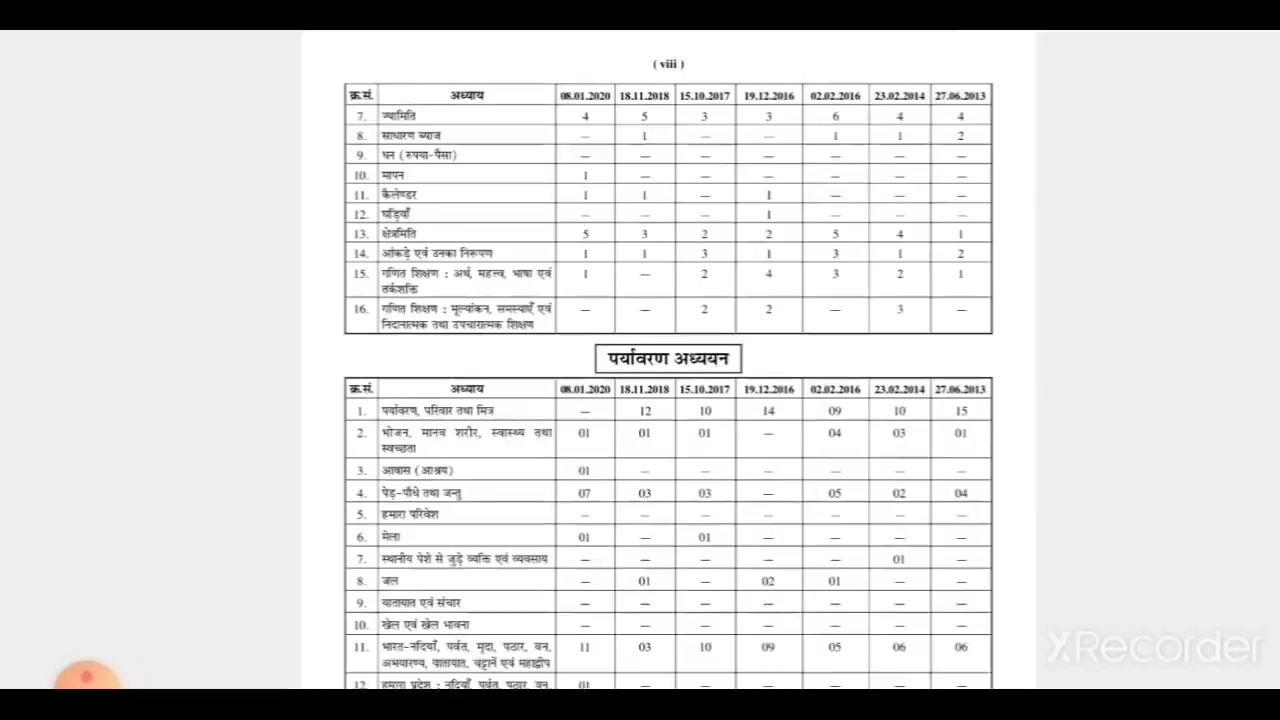 ( viii )
क्र.सं. अध्याय 08.01.2020 18.11.2018 15.10.2017 19.12.2016 02.02.2016 23.02.2014 27.06.2013
7. ज्यामिति 4 5 3 3 6 4 4
8. साधारण ब्याज — 1 — — 1 1 2
9. धन (रुपया-पैसा) — — — — — — —
10. मापन 1 — — — — — —
11. कैलेण्डर 1 1 — 1 — — —
12. घड़ियाँ — — — 1 — — —
13. क्षेत्रमिति 5 3 2 2 5 4 1
14. आंकड़े एवं उनका निरूपण 1 1 3 1 3 1 2
15. गणित शिक्षण : अर्थ, महत्त्व, भाषा एवं 1 — 2 4 3 2 1
तर्कशक्ति
16. गणित शिक्षण : मूल्यांकन, समस्याएँ एवं — — 2 2 — 3 —
निदानात्मक तथा उपचारात्मक शिक्षण
पर्यावरण अध्ययन
क्र.सं. अध्याय 08.01.2020 18.11.2018 15.10.2017 19.12.2016 02.02.2016 23.02.2014 27.06.2013
1. पर्यावरण, परिवार तथा मित्र — 12 10 14 09 10 15
2. भोजन, मानव शरीर, स्वास्थ्य तथा 01 01 01 — 04 03 01
स्वच्छता
3. आवास (आश्रय) 01 — — — — — —
4. पेड़-पौधे तथा जन्तु 07 03 03 — 05 02 04
5. हमारा परिवेश — — — — — — —
6. मेला 01 — 01 — — — —
7. स्थानीय पेशे से जुड़े व्यक्ति एवं व्यवसाय — — — — — 01 —
8. जल — 01 — 02 01 — —
9. यातायात एवं संचार — — — — — — —
10. खेल एवं खेल भावना — — — — — — —
11. भारत-नदियाँ, पर्वत, मृदा, पठार, वन, 11 03 10 09 05 06 06
अभयारण्य, यातायात, चट्टानें एवं महाद्वीप
12. हमारा प्रदेश : नदियाँ, पर्वत, पठार, वन, 01 — — — — — —
XRecorder